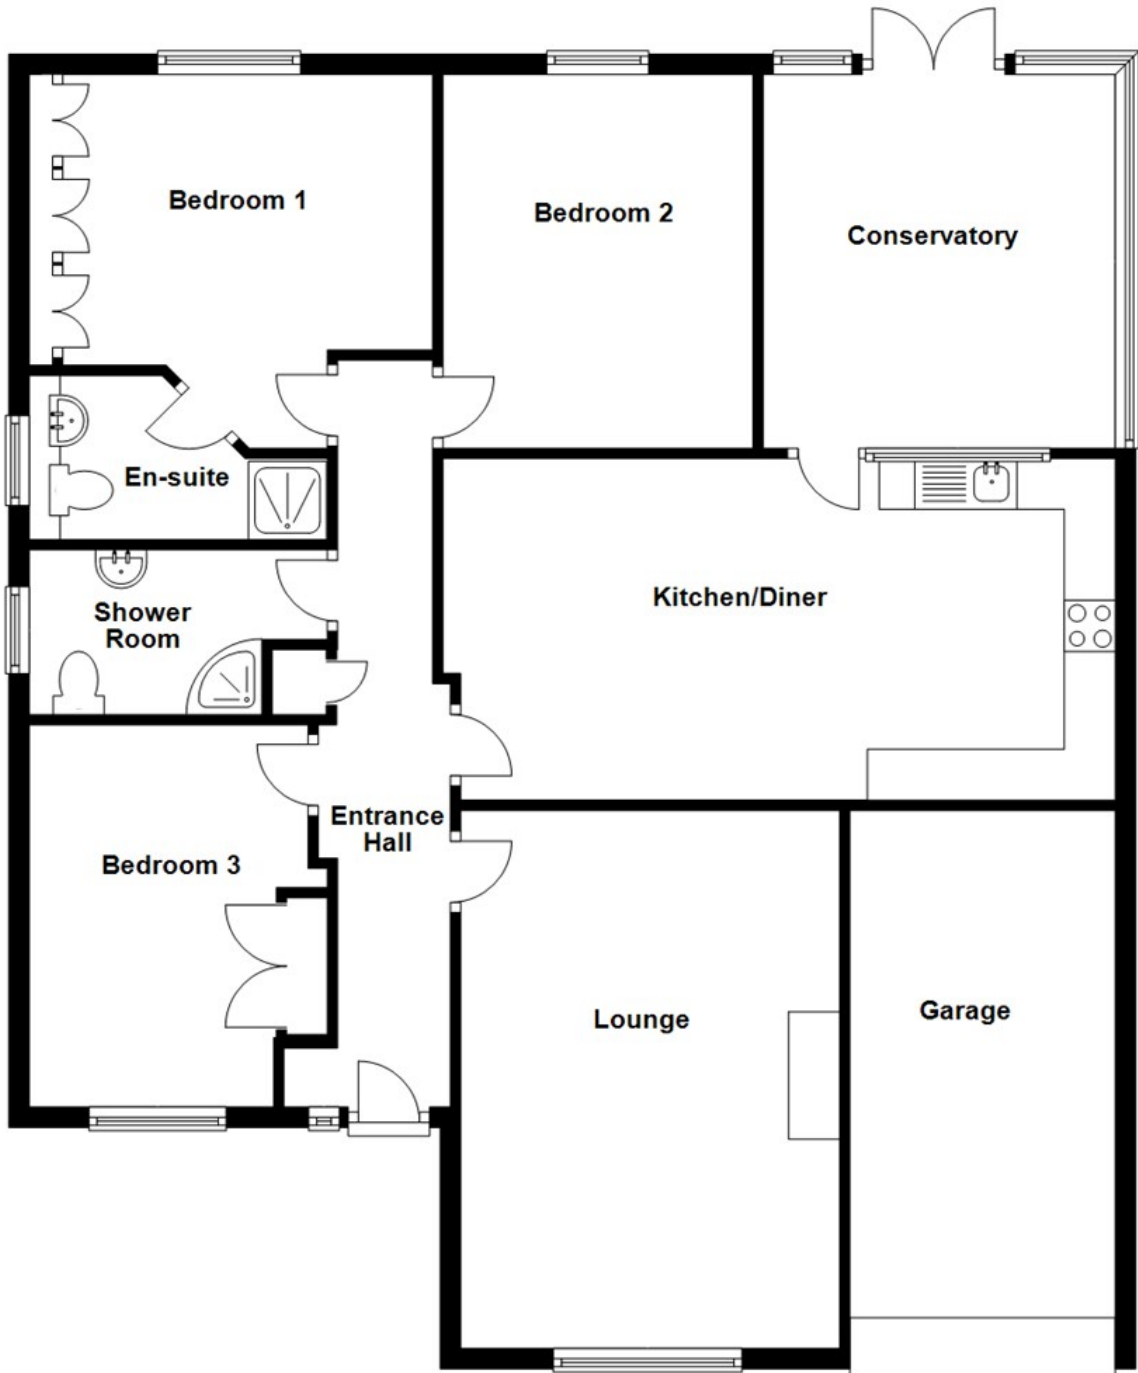 Bedroom 1
Bedroom 2
Conservatory
En-suite
Kitchen/Diner
Shower
Room
Entrance
Hall
Bedroom 3
Lounge
Garage